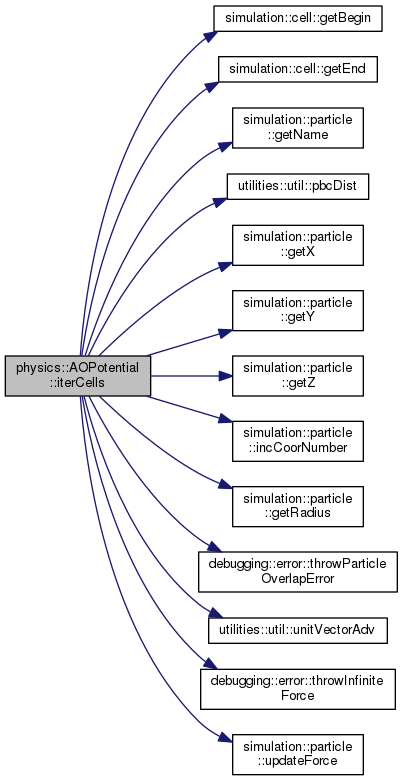 simulation::cell::getBegin
simulation::cell::getEnd
simulation::particle
::getName
utilities::util::pbcDist
simulation::particle
::getX
simulation::particle
::getY
physics::AOPotential
::iterCells
simulation::particle
::getZ
simulation::particle
::incCoorNumber
simulation::particle
::getRadius
debugging::error::throwParticle
OverlapError
utilities::util::unitVectorAdv
debugging::error::throwInfinite
Force
simulation::particle
::updateForce